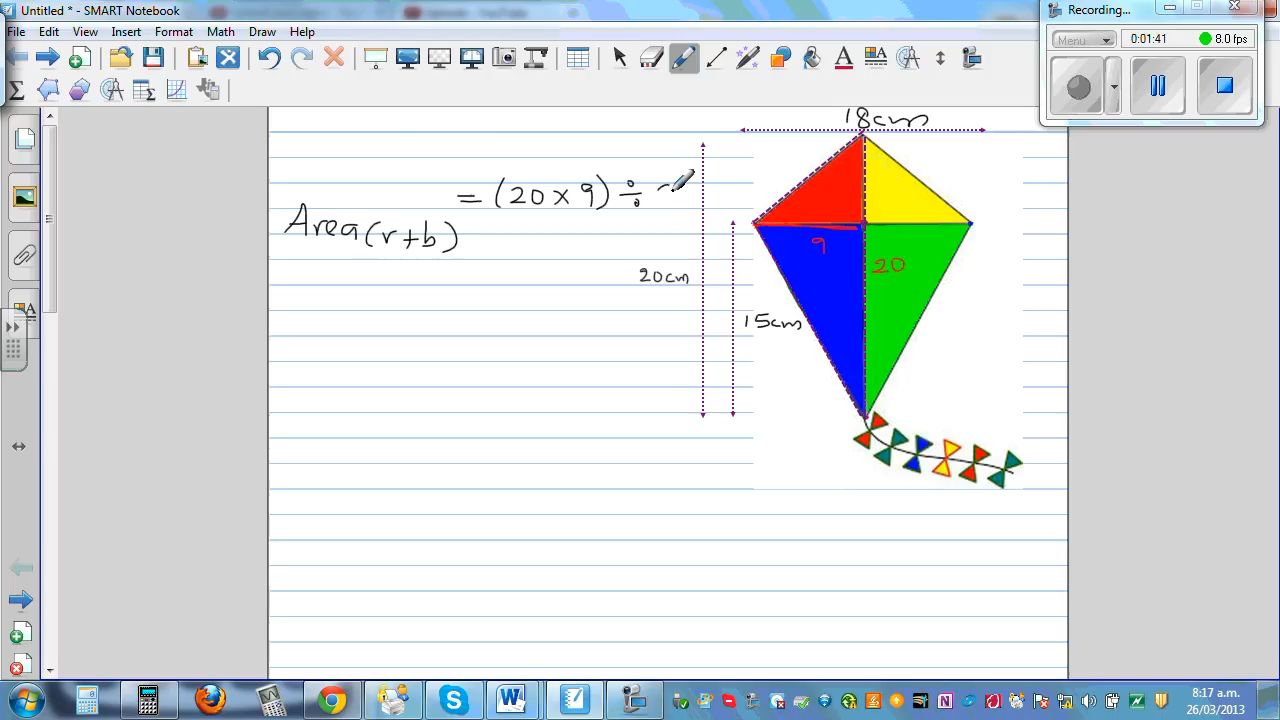 Untitled * - SMART Notebook
Recording...
File Edit View Insert Format Math Draw Help
Menu
0:01:41
8.0 fps
18cm
= (20 x 9) ÷
Area(r+b)
9
20
20cm
15cm
8:17 a.m.
26/03/2013